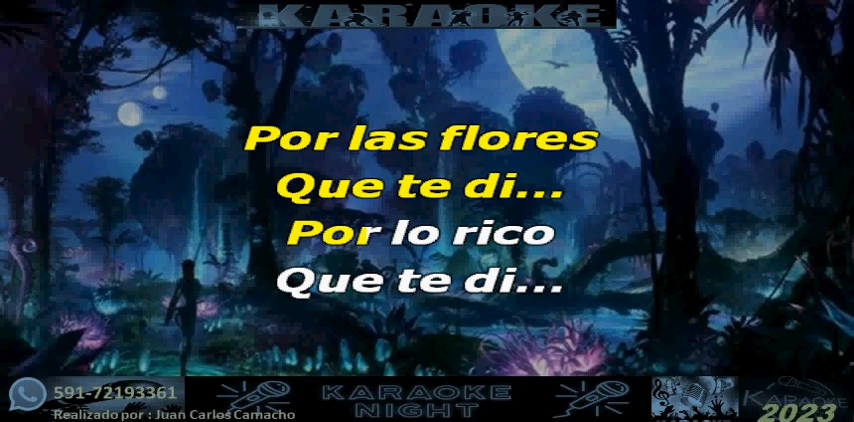 KARAOKE
Por las flores
Que te di...
Por lo rico
Que te di...
591-72193361
Realizado por : Juan Carlos Camacho
KARAOKE
NIGHT
KARAOKE
2023